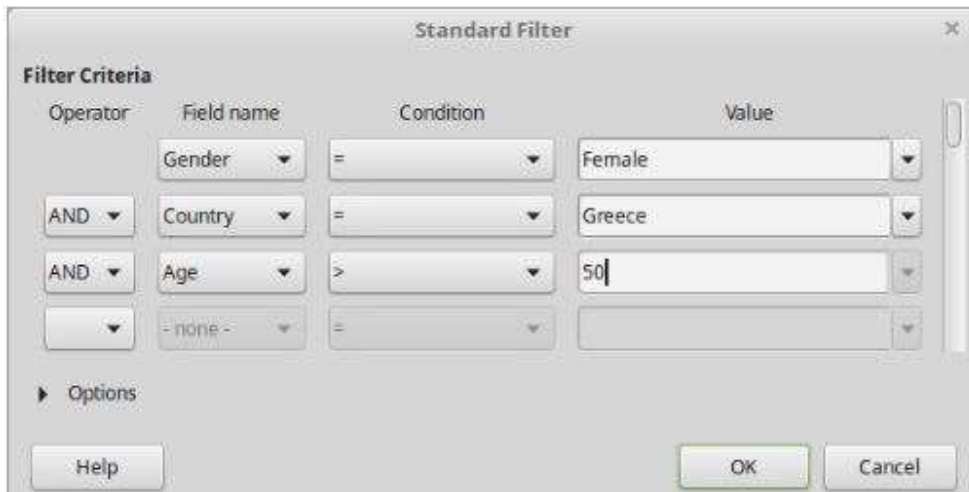 Standard Filter ×
Filter Criteria
Operator Field name Condition Value
Gender = Female
AND Country = Greece
AND Age > 50
- none - =
Options
Help OK Cancel